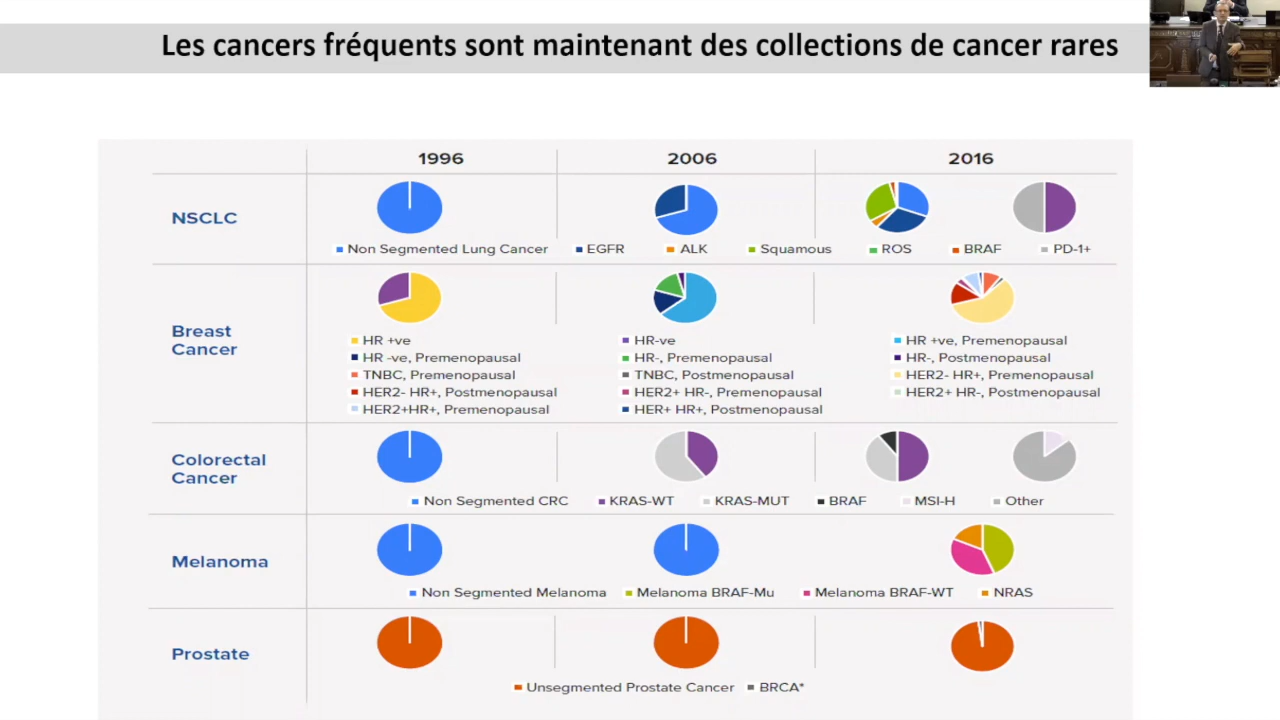 Les cancers fréquents sont maintenant des collections de cancer rares
1996 2006 2016
NSCLC
Non Segmented Lung Cancer EGFR ALK Squamous ROS BRAF PD-1+
Breast
Cancer
HR +ve HR-ve HR +ve, Premenopausal
HR -ve, Premenopausal HR-, Premenopausal HR-, Postmenopausal
TNBC, Premenopausal TNBC, Postmenopausal HER2- HR+, Premenopausal
HER2- HR+, Postmenopausal HER2+ HR-, Premenopausal HER2+ HR-, Postmenopausal
HER2+HR+, Premenopausal HER+ HR+, Postmenopausal
Colorectal
Cancer
Non Segmented CRC KRAS-WT KRAS-MUT BRAF MSI-H Other
Melanoma
Non Segmented Melanoma Melanoma BRAF-Mu Melanoma BRAF-WT NRAS
Prostate
Unsegmented Prostate Cancer BRCA*